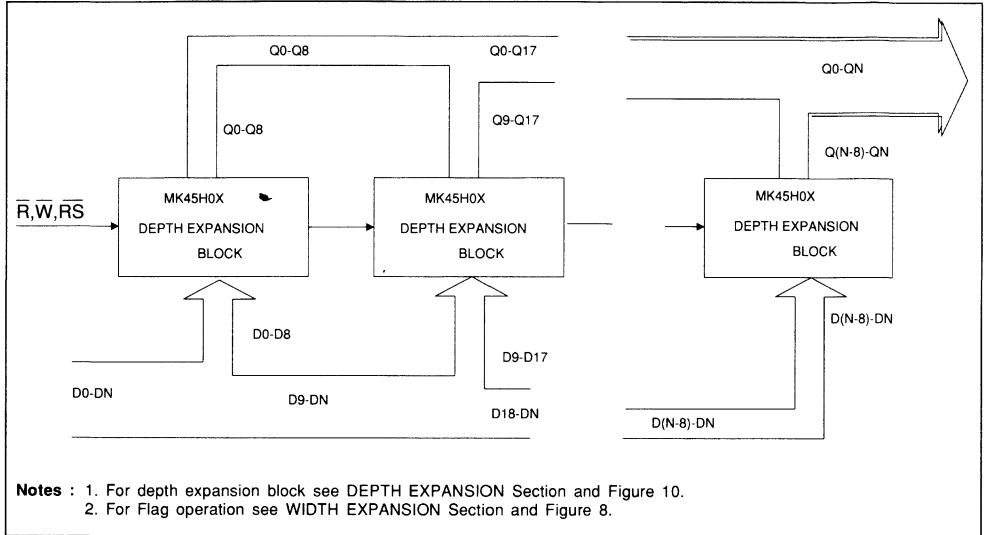 Q0-Q8
Q0-Q17
Q0-QN
Q0-Q8
Q9-Q17
Q(N-8)-QN
R̅,W̅,R̅S̅
MK45H0X
DEPTH EXPANSION
BLOCK
MK45H0X
DEPTH EXPANSION
BLOCK
MK45H0X
DEPTH EXPANSION
BLOCK
D0-D8
D9-D17
D(N-8)-DN
D0-DN
D9-DN
D18-DN
D(N-8)-DN
Notes : 1. For depth expansion block see DEPTH EXPANSION Section and Figure 10.
2. For Flag operation see WIDTH EXPANSION Section and Figure 8.